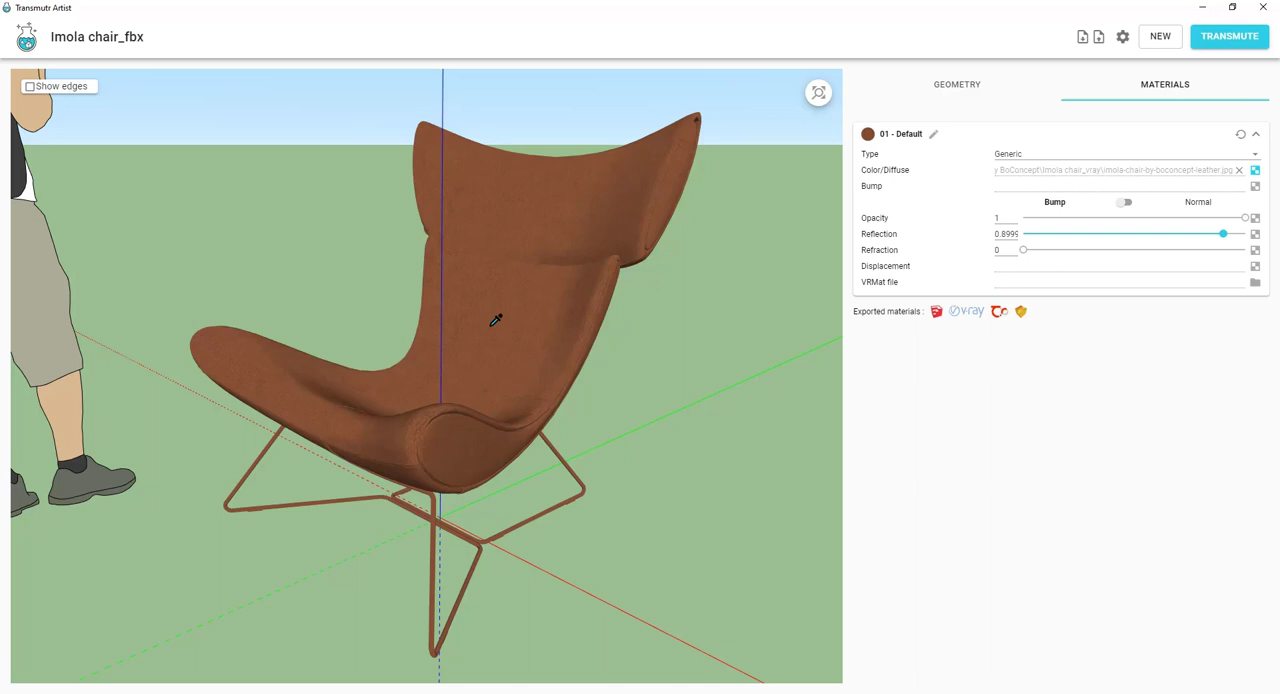 Transmutr Artist
Imola chair_fbx
NEW
TRANSMUTE
Show edges
GEOMETRY
MATERIALS
01 - Default
Type
Generic
Color/Diffuse
y BoConcept\Imola chair_vray\imola-chair-by-boconcept-leather.jpg
Bump
Bump
Normal
Opacity
1
Reflection
0.8999
Refraction
0
Displacement
VRMat file
Exported materials :
v-ray